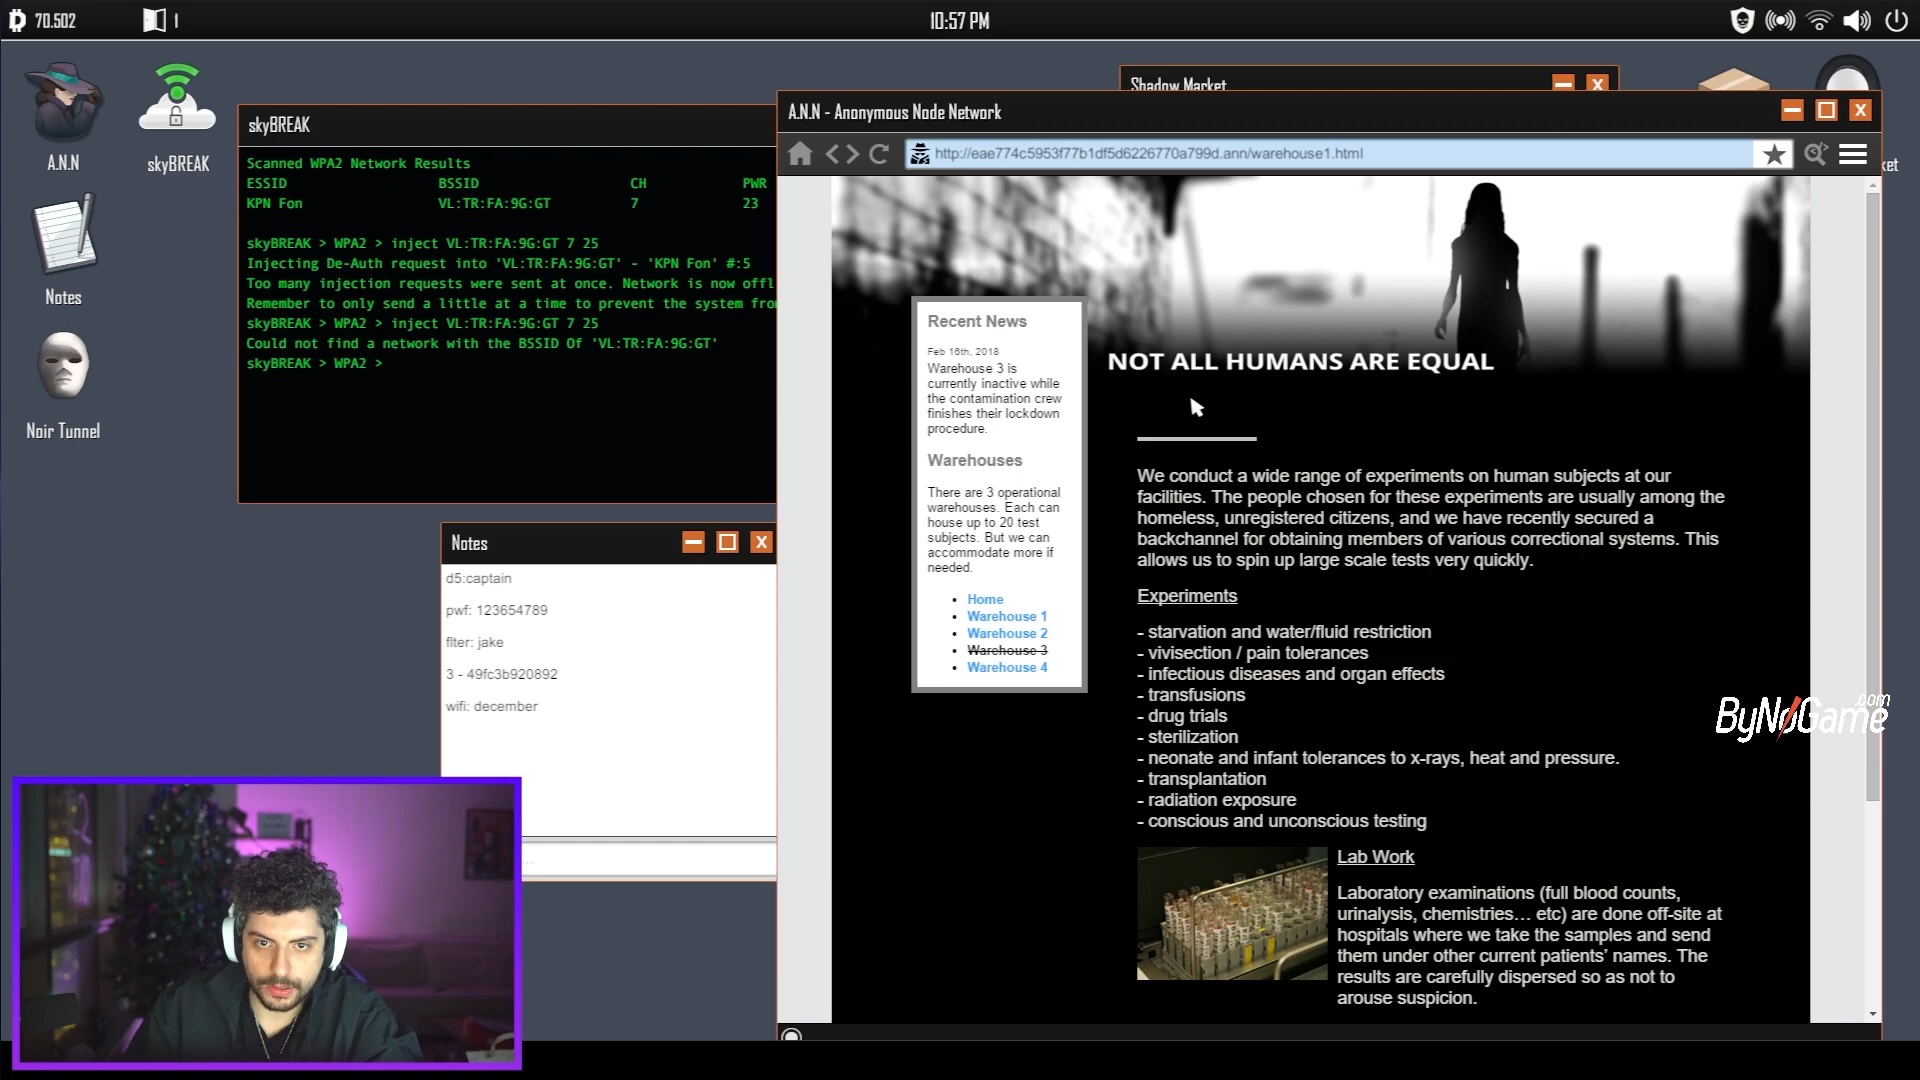 70.502
1
10:57 PM
A.N.N
skyBREAK
Notes
Noir Tunnel
skyBREAK
Scanned WPA2 Network Results
ESSID BSSID CH PWR
KPN Fon VL:TR:FA:9G:GT 7 23
skyBREAK > WPA2 > inject VL:TR:FA:9G:GT 7 25
Injecting De-Auth request into 'VL:TR:FA:9G:GT' - 'KPN Fon' #:5
Too many injection requests were sent at once. Network is now offl
Remember to only send a little at a time to prevent the system fro
skyBREAK > WPA2 > inject VL:TR:FA:9G:GT 7 25
Could not find a network with the BSSID Of 'VL:TR:FA:9G:GT'
skyBREAK > WPA2 >
Notes
d5:captain
pwf: 123654789
flter: jake
3 - 49fc3b920892
wifi: december
Shadow Market
ket
A.N.N - Anonymous Node Network
http://eae774c5953f77b1df5d6226770a799d.ann/warehouse1.html
Recent News
Feb 16th, 2018
Warehouse 3 is
currently inactive while
the contamination crew
finishes their lockdown
procedure.
Warehouses
There are 3 operational
warehouses. Each can
house up to 20 test
subjects. But we can
accommodate more if
needed.
• Home
• Warehouse 1
• Warehouse 2
• Warehouse 3
• Warehouse 4
NOT ALL HUMANS ARE EQUAL
We conduct a wide range of experiments on human subjects at our
facilities. The people chosen for these experiments are usually among the
homeless, unregistered citizens, and we have recently secured a
backchannel for obtaining members of various correctional systems. This
allows us to spin up large scale tests very quickly.
Experiments
- starvation and water/fluid restriction
- vivisection / pain tolerances
- infectious diseases and organ effects
- transfusions
- drug trials
- sterilization
- neonate and infant tolerances to x-rays, heat and pressure.
- transplantation
- radiation exposure
- conscious and unconscious testing
Lab Work
Laboratory examinations (full blood counts,
urinalysis, chemistries... etc) are done off-site at
hospitals where we take the samples and send
them under other current patients' names. The
results are carefully dispersed so as not to
arouse suspicion.
ByNoGame.com